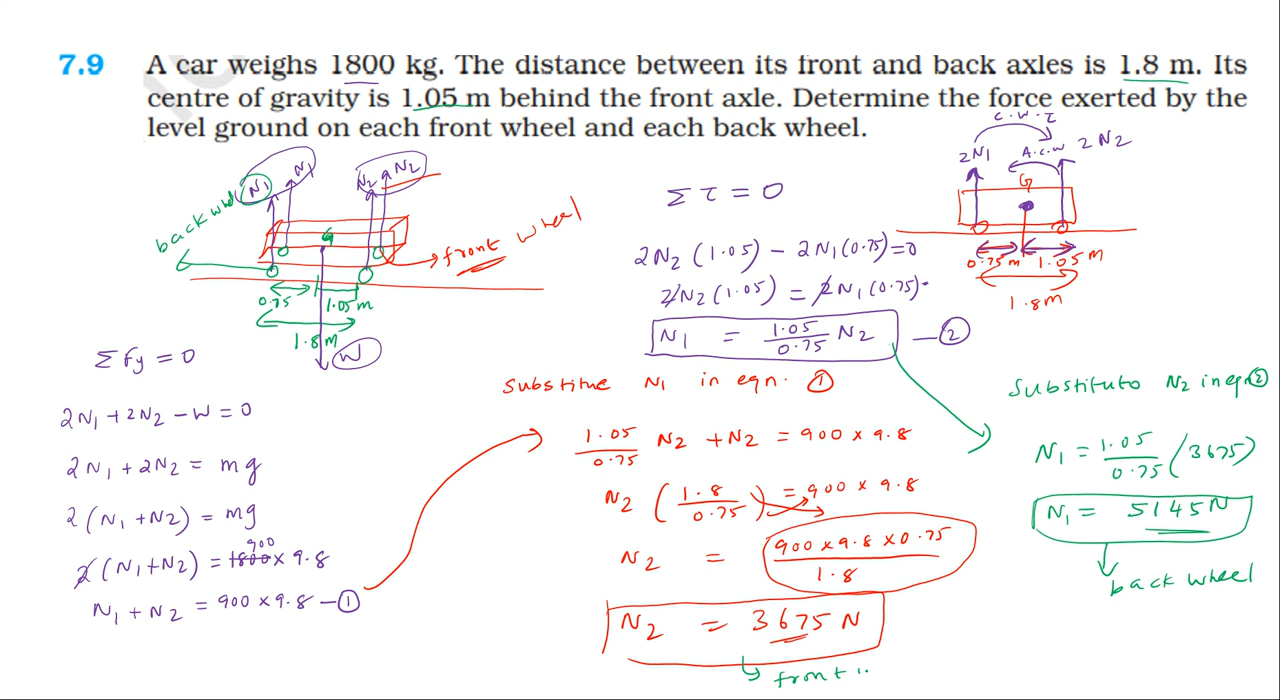 7.9 A car weighs 1800 kg. The distance between its front and back axles is 1.8 m. Its
centre of gravity is 1.05 m behind the front axle. Determine the force exerted by the
level ground on each front wheel and each back wheel.
N1 N1 N2 N2
back whel
G
front wheel
0.75 1.05 m
1.8 m
W
Σ fy = 0
2N1 + 2N2 - W = 0
2N1 + 2N2 = mg
2 (N1 + N2) = mg
900
2 (N1 + N2) = 1800 x 9.8
N1 + N2 = 900 x 9.8 - ①
Σ τ = 0
2N2 (1.05) - 2N1 (0.75) = 0
2N2 (1.05) = 2N1 (0.75)
N1 = 1.05/0.75 N2 - ②
C.W.τ
2N1 A.C.W 2N2
G
0.75 m 1.05 M
1.8M
Substitue N1 in eqn. ①
1.05/0.75 N2 + N2 = 900 x 9.8
N2 (1.8/0.75) = 900 x 9.8
N2 = 900 x 9.8 x 0.75/1.8
N2 = 3675 N
front
Substituto N2 in eqn ②
N1 = 1.05/0.75 (3675)
N1 = 5145 N
back wheel